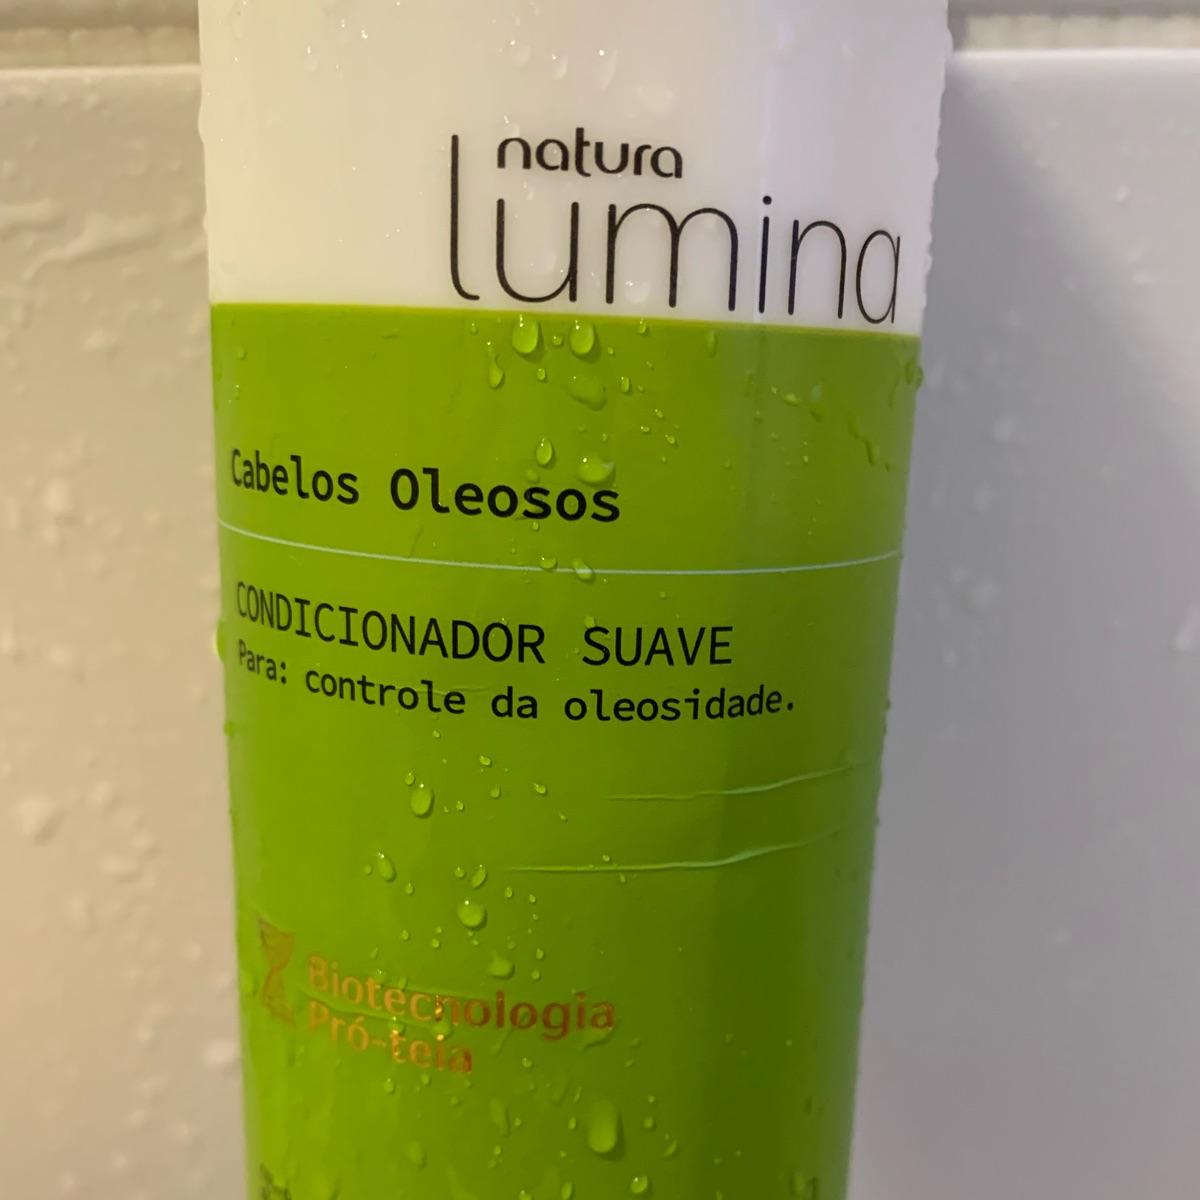 natura
lumina
Cabelos Oleosos
CONDICIONADOR SUAVE
Para: controle da oleosidade.
Biotecnologia
Pró-teia